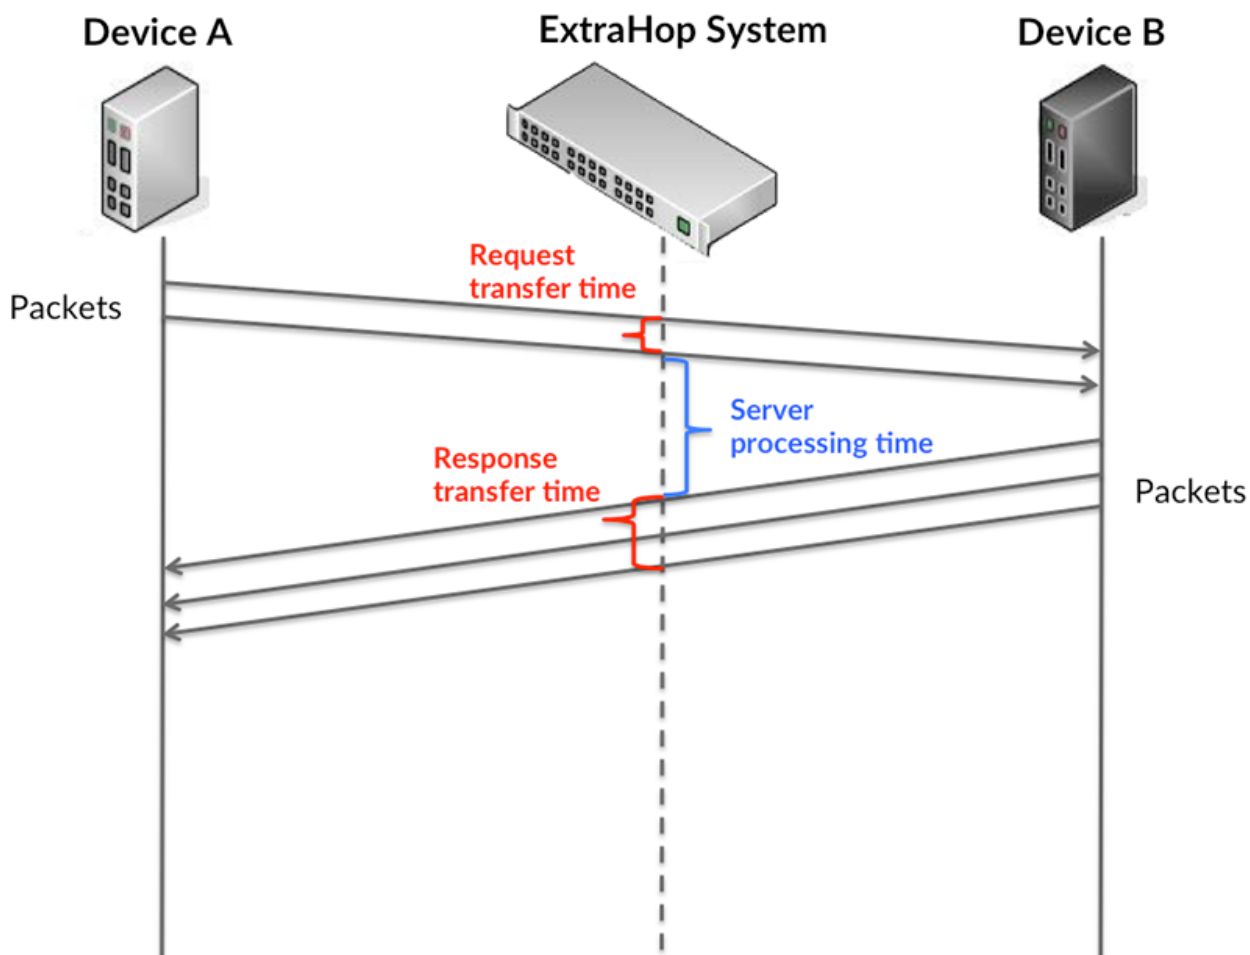 Device A
ExtraHop System
Device B
Request
transfer time
Packets
Server
processing time
Response
transfer time
Packets